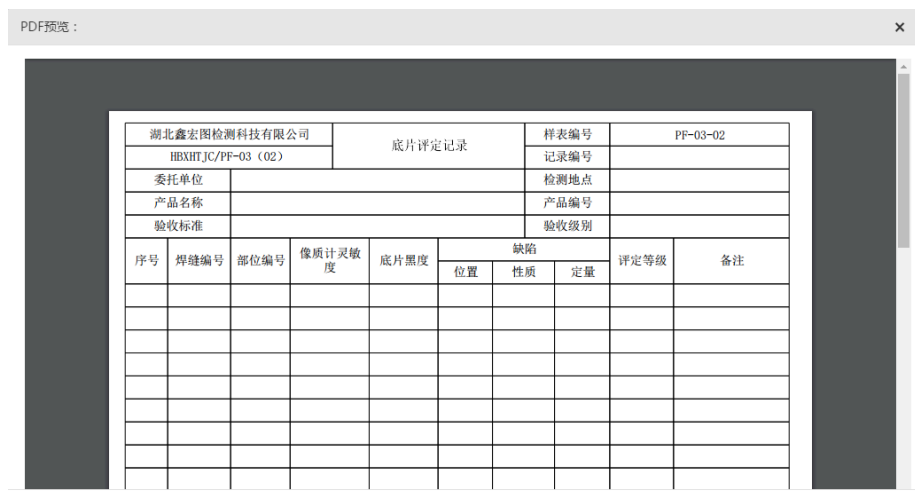 PDF预览：
×
湖北鑫宏图检测科技有限公司
底片评定记录
样表编号
PF-03-02
HBXHTJC/PF-03（02）
记录编号
委托单位
检测地点
产品名称
产品编号
验收标准
验收级别
序号
焊缝编号
部位编号
像质计灵敏
度
底片黑度
缺陷
位置
性质
定量
评定等级
备注